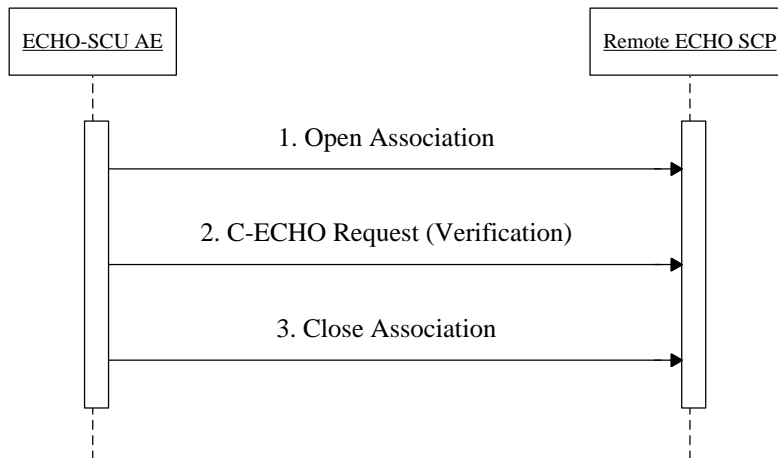 ECHO-SCU AE
Remote ECHO SCP
1. Open Association
2. C-ECHO Request (Verification)
3. Close Association